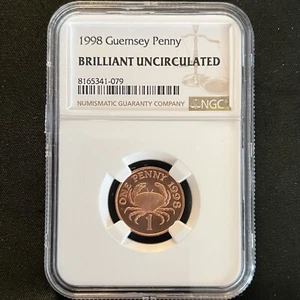 1998 Guernsey Penny
BRILLIANT UNCIRCULATED
8165341-079
NUMISMATIC GUARANTY COMPANY
NGC
ONE PENNY 1998
1